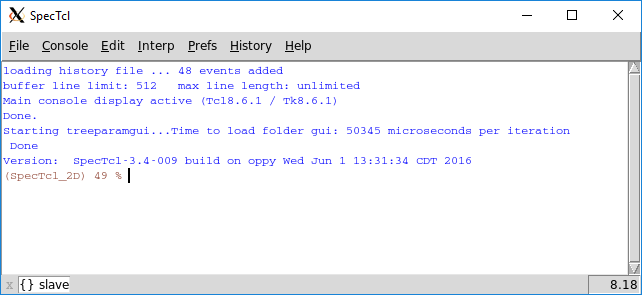 SpecTcl
File Console Edit Interp Prefs History Help
loading history file ... 48 events added
buffer line limit: 512   max line length: unlimited
Main console display active (Tcl8.6.1 / Tk8.6.1)
Done.
Starting treeparamgui...Time to load folder gui: 50345 microseconds per iteration
 Done
Version:  SpecTcl-3.4-009 build on oppy Wed Jun 1 13:31:34 CDT 2016
(SpecTcl_2D) 49 %
x {} slave 8.18